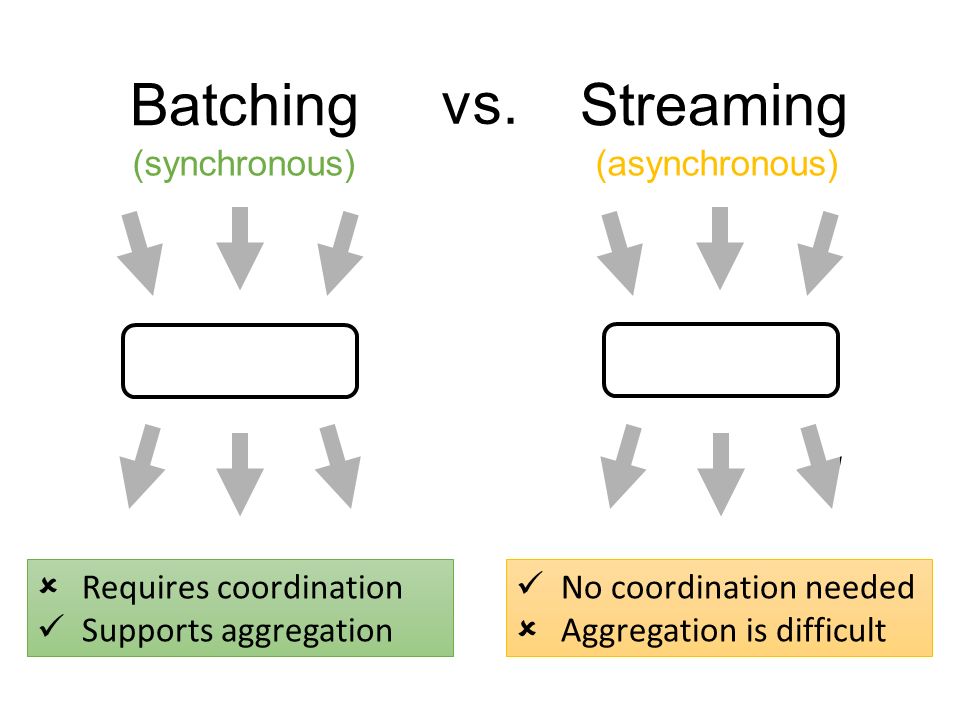 Batching vs. Streaming
(synchronous) (asynchronous)
× Requires coordination
✓ Supports aggregation
✓ No coordination needed
× Aggregation is difficult